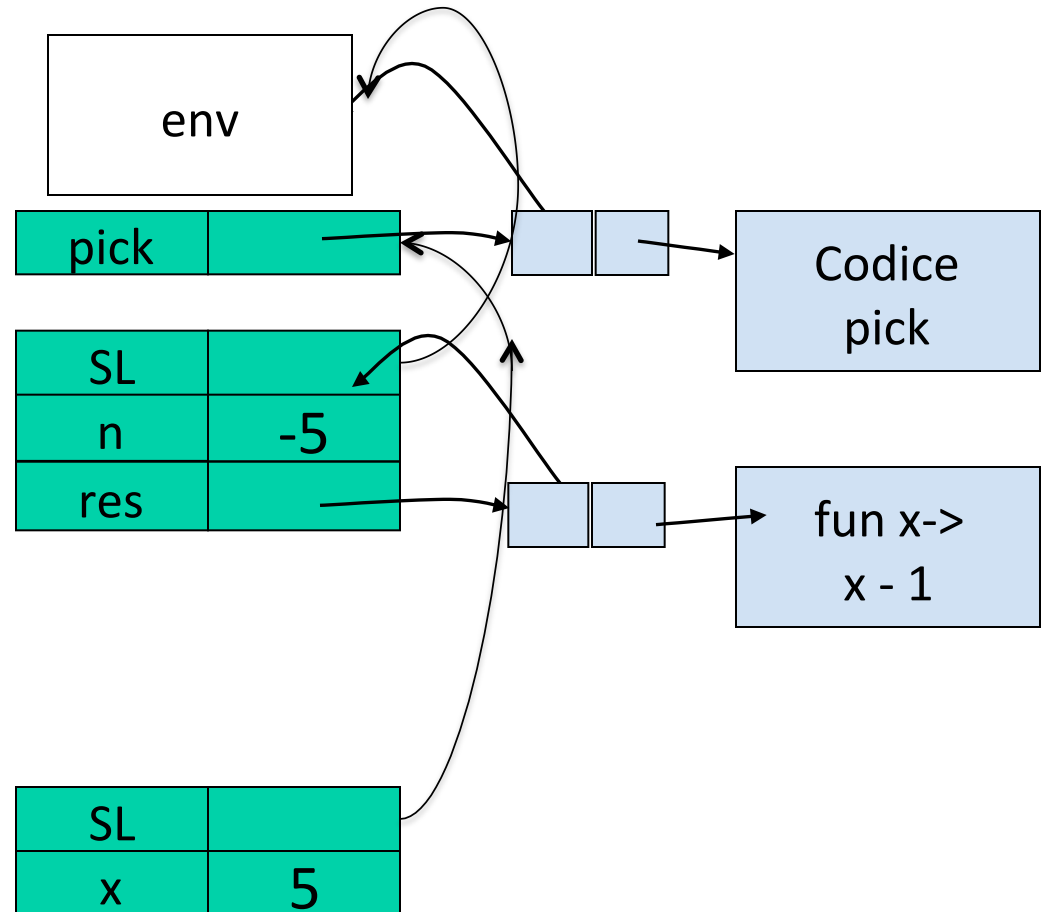 env
pick
Codice
pick
SL
n -5
res
fun x->
x - 1
SL
x 5